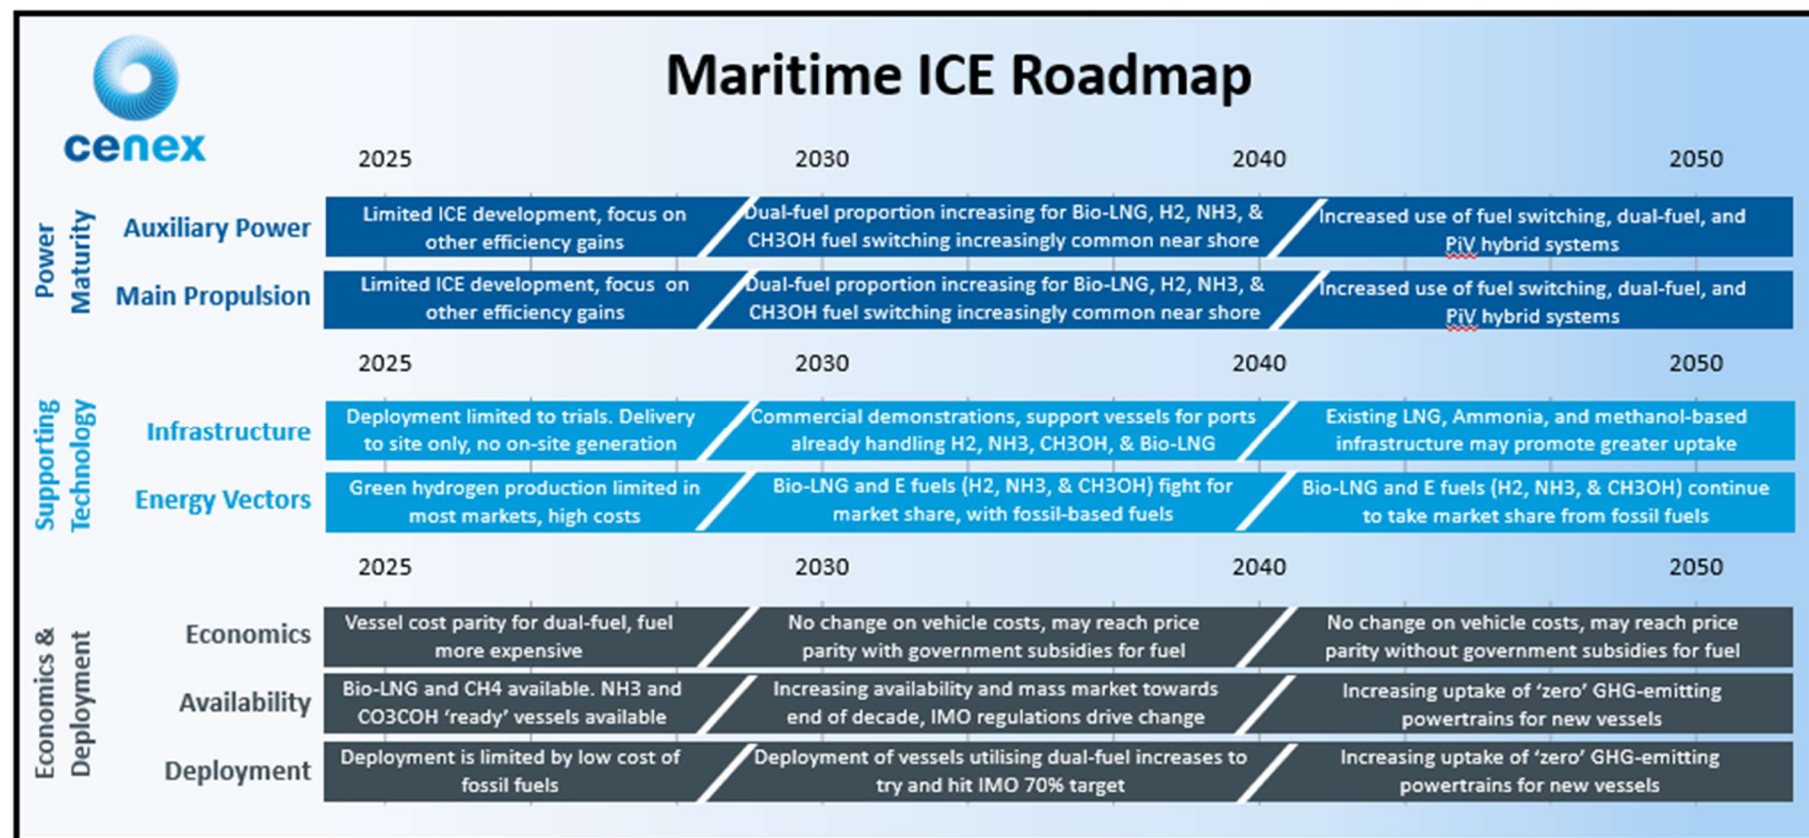 Maritime ICE Roadmap
cenex
2025 2030 2040 2050
Power
Maturity
Auxiliary Power
Limited ICE development, focus on
other efficiency gains
Dual-fuel proportion increasing for Bio-LNG, H2, NH3, &
CH3OH fuel switching increasingly common near shore
Increased use of fuel switching, dual-fuel, and
PiV hybrid systems
Main Propulsion
Limited ICE development, focus on
other efficiency gains
Dual-fuel proportion increasing for Bio-LNG, H2, NH3, &
CH3OH fuel switching increasingly common near shore
Increased use of fuel switching, dual-fuel, and
PiV hybrid systems
2025 2030 2040 2050
Supporting
Technology
Infrastructure
Deployment limited to trials. Delivery
to site only, no on-site generation
Commercial demonstrations, support vessels for ports
already handling H2, NH3, CH3OH, & Bio-LNG
Existing LNG, Ammonia, and methanol-based
infrastructure may promote greater uptake
Energy Vectors
Green hydrogen production limited in
most markets, high costs
Bio-LNG and E fuels (H2, NH3, & CH3OH) fight for
market share, with fossil-based fuels
Bio-LNG and E fuels (H2, NH3, & CH3OH) continue
to take market share from fossil fuels
2025 2030 2040 2050
Economics &
Deployment
Economics
Vessel cost parity for dual-fuel, fuel
more expensive
No change on vehicle costs, may reach price
parity with government subsidies for fuel
No change on vehicle costs, may reach price
parity without government subsidies for fuel
Availability
Bio-LNG and CH4 available. NH3 and
CO3COH ‘ready’ vessels available
Increasing availability and mass market towards
end of decade, IMO regulations drive change
Increasing uptake of ‘zero’ GHG-emitting
powertrains for new vessels
Deployment
Deployment is limited by low cost of
fossil fuels
Deployment of vessels utilising dual-fuel increases to
try and hit IMO 70% target
Increasing uptake of ‘zero’ GHG-emitting
powertrains for new vessels